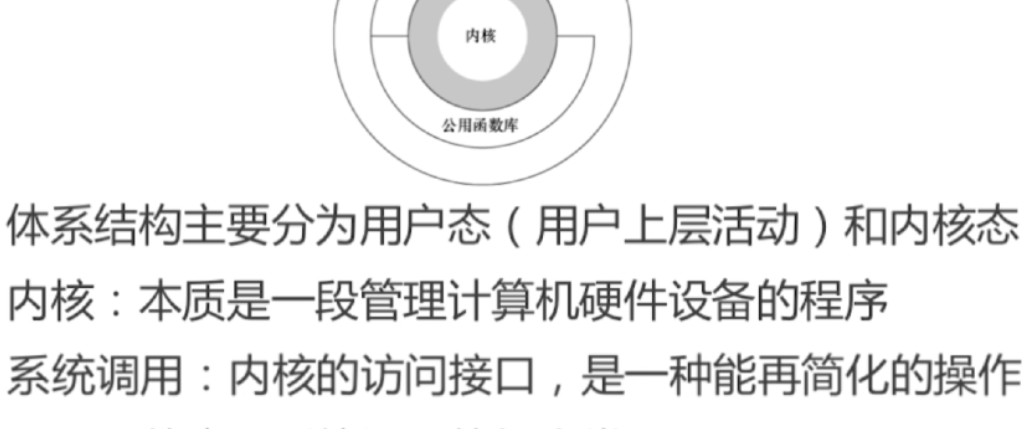 内核
公用函数库
体系结构主要分为用户态（用户上层活动）和内核态
内核：本质是一段管理计算机硬件设备的程序
系统调用：内核的访问接口，是一种能再简化的操作